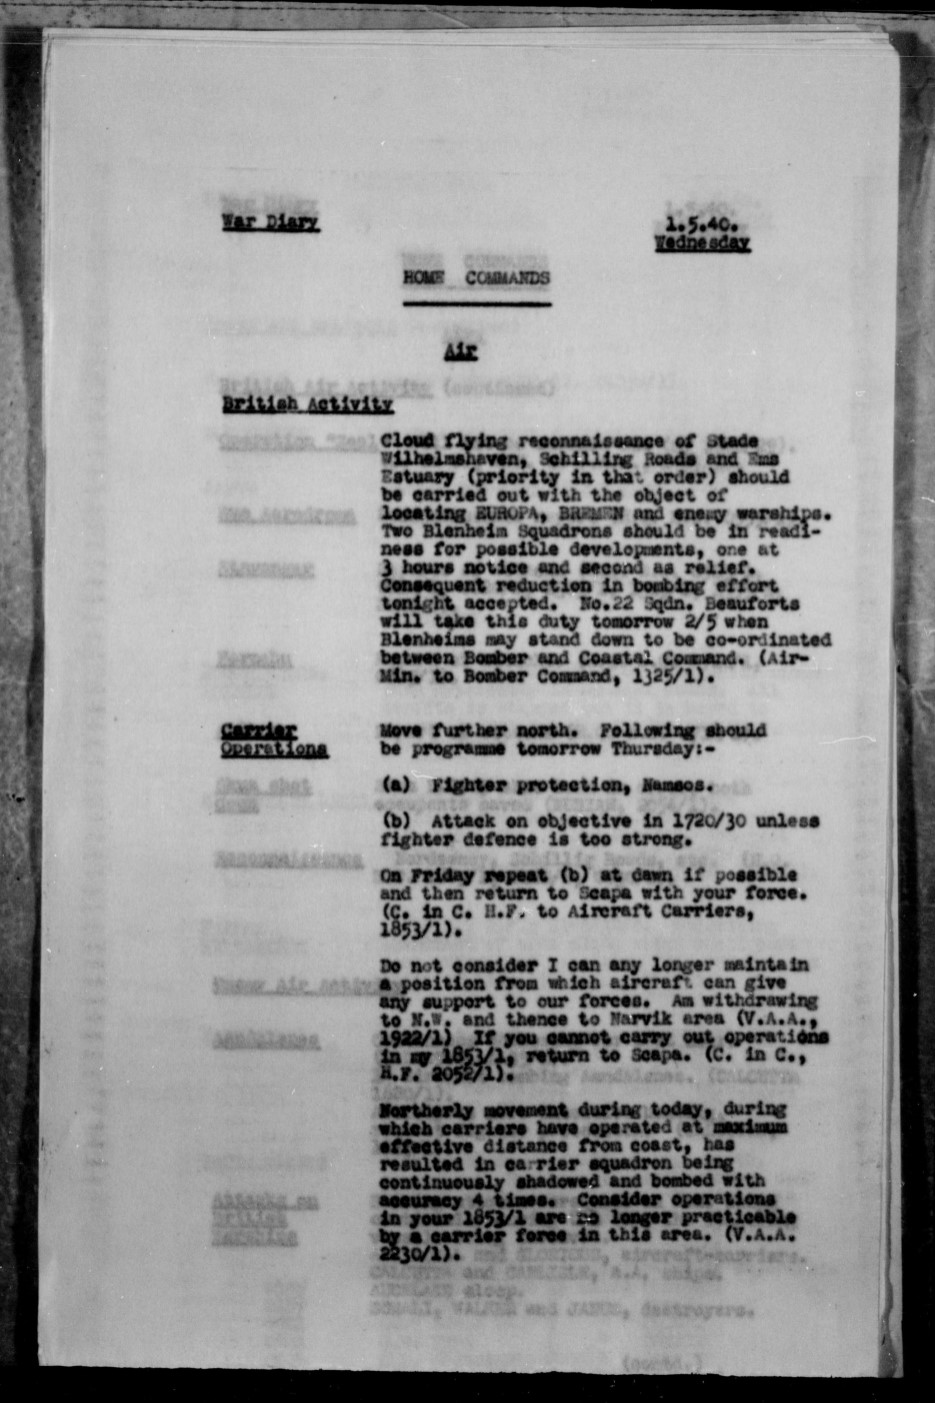 War Diary
1.5.40.
Wednesday
HOME COMMANDS
Air
British Activity
Cloud flying reconnaissance of Stade
Wilhelmshaven, Schilling Roads and Ems
Estuary (priority in that order) should
be carried out with the object of
locating EUROPA, BREMEN and enemy warships.
Two Blenheim Squadrons should be in readi-
ness for possible developments, one at
3 hours notice and second as relief.
Consequent reduction in bombing effort
tonight accepted. No.22 Sqdn. Beauforts
will take this duty tomorrow 2/5 when
Blenheims may stand down to be co-ordinated
between Bomber and Coastal Command. (Air-
Min. to Bomber Command, 1325/1).
Carrier
Operations
Move further north. Following should
be programme tomorrow Thursday:-
(a) Fighter protection, Namsos.
(b) Attack on objective in 1720/30 unless
fighter defence is too strong.
On Friday repeat (b) at dawn if possible
and then return to Scapa with your force.
(C. in C. H.F. to Aircraft Carriers,
1853/1).
Do not consider I can any longer maintain
a position from which aircraft can give
any support to our forces. Am withdrawing
to N.W. and thence to Narvik area (V.A.A.,
1922/1) If you cannot carry out operations
in my 1853/1, return to Scapa. (C. in C.,
H.F. 2052/1).
Northerly movement during today, during
which carriers have operated at maximum
effective distance from coast, has
resulted in carrier squadron being
continuously shadowed and bombed with
accuracy 4 times. Consider operations
in your 1853/1 are no longer practicable
by a carrier force in this area. (V.A.A.
2230/1).